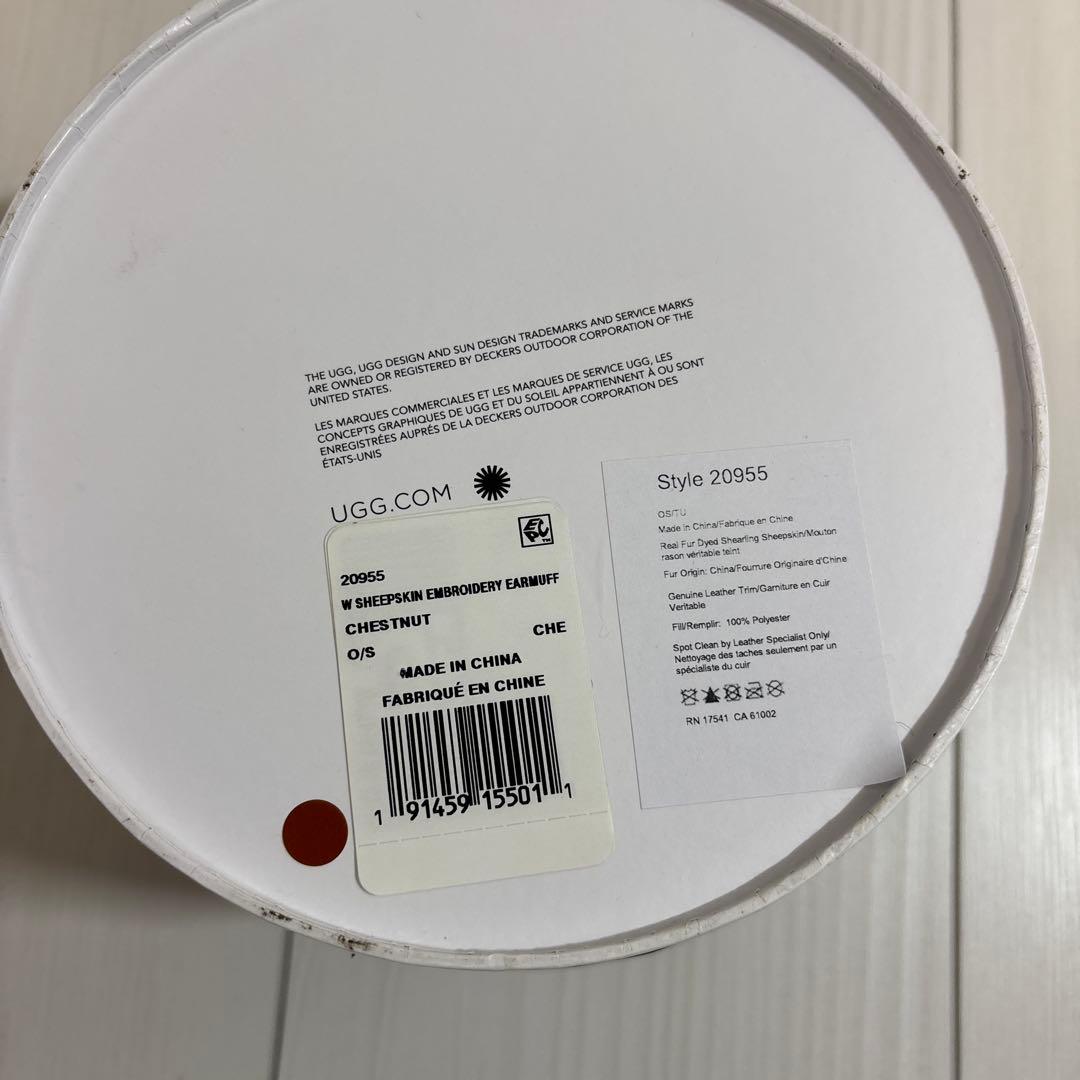 THE UGG, UGG DESIGN AND SUN DESIGN TRADEMARKS AND SERVICE MARKS
ARE OWNED OR REGISTERED BY DECKERS OUTDOOR CORPORATION OF THE
UNITED STATES.
LES MARQUES COMMERCIALES ET LES MARQUES DE SERVICE UGG, LES
CONCEPTS GRAPHIQUES DE UGG ET DU SOLEIL APPARTIENNENT À OU SONT
ENREGISTRÉES AUPRÉS DE LA DECKERS OUTDOOR CORPORATION DES
ÉTATS-UNIS
UGG.COM
EPC™
20955
W SHEEPSKIN EMBROIDERY EARMUFF
CHESTNUT
CHE
O/S
MADE IN CHINA
FABRIQUÉ EN CHINE
1 91459 15501 1
Style 20955
OS/TU
Made in China/Fabrique en Chine
Real Fur Dyed Shearling Sheepskin/Mouton
rason véritable teint
Fur Origin: China/Fourrure Originaire d'Chine
Genuine Leather Trim/Garniture en Cuir
Veritable
Fill/Remplir: 100% Polyester
Spot Clean by Leather Specialist Only/
Nettoyage des taches seulement par un
spécialiste du cuir
RN 17541 CA 61002